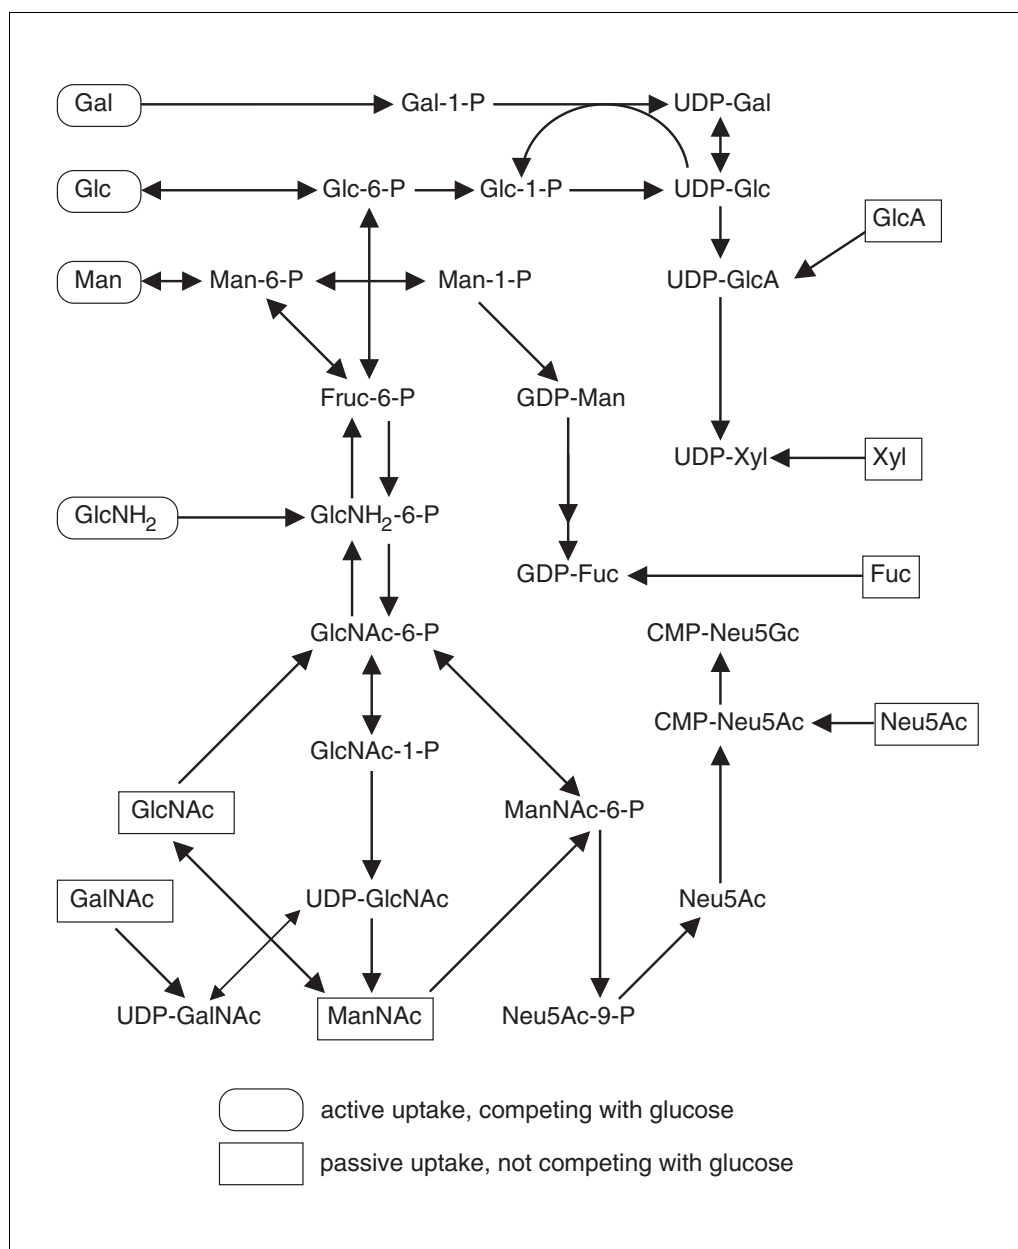 Gal Gal-1-P UDP-Gal
Glc Glc-6-P Glc-1-P UDP-Glc
GlcA
Man Man-6-P Man-1-P UDP-GlcA
Fruc-6-P GDP-Man
UDP-Xyl Xyl
GlcNH2 GlcNH2-6-P
GDP-Fuc Fuc
GlcNAc-6-P CMP-Neu5Gc
CMP-Neu5Ac Neu5Ac
GlcNAc-1-P
GlcNAc ManNAc-6-P
GalNAc UDP-GlcNAc Neu5Ac
UDP-GalNAc ManNAc Neu5Ac-9-P
active uptake, competing with glucose
passive uptake, not competing with glucose